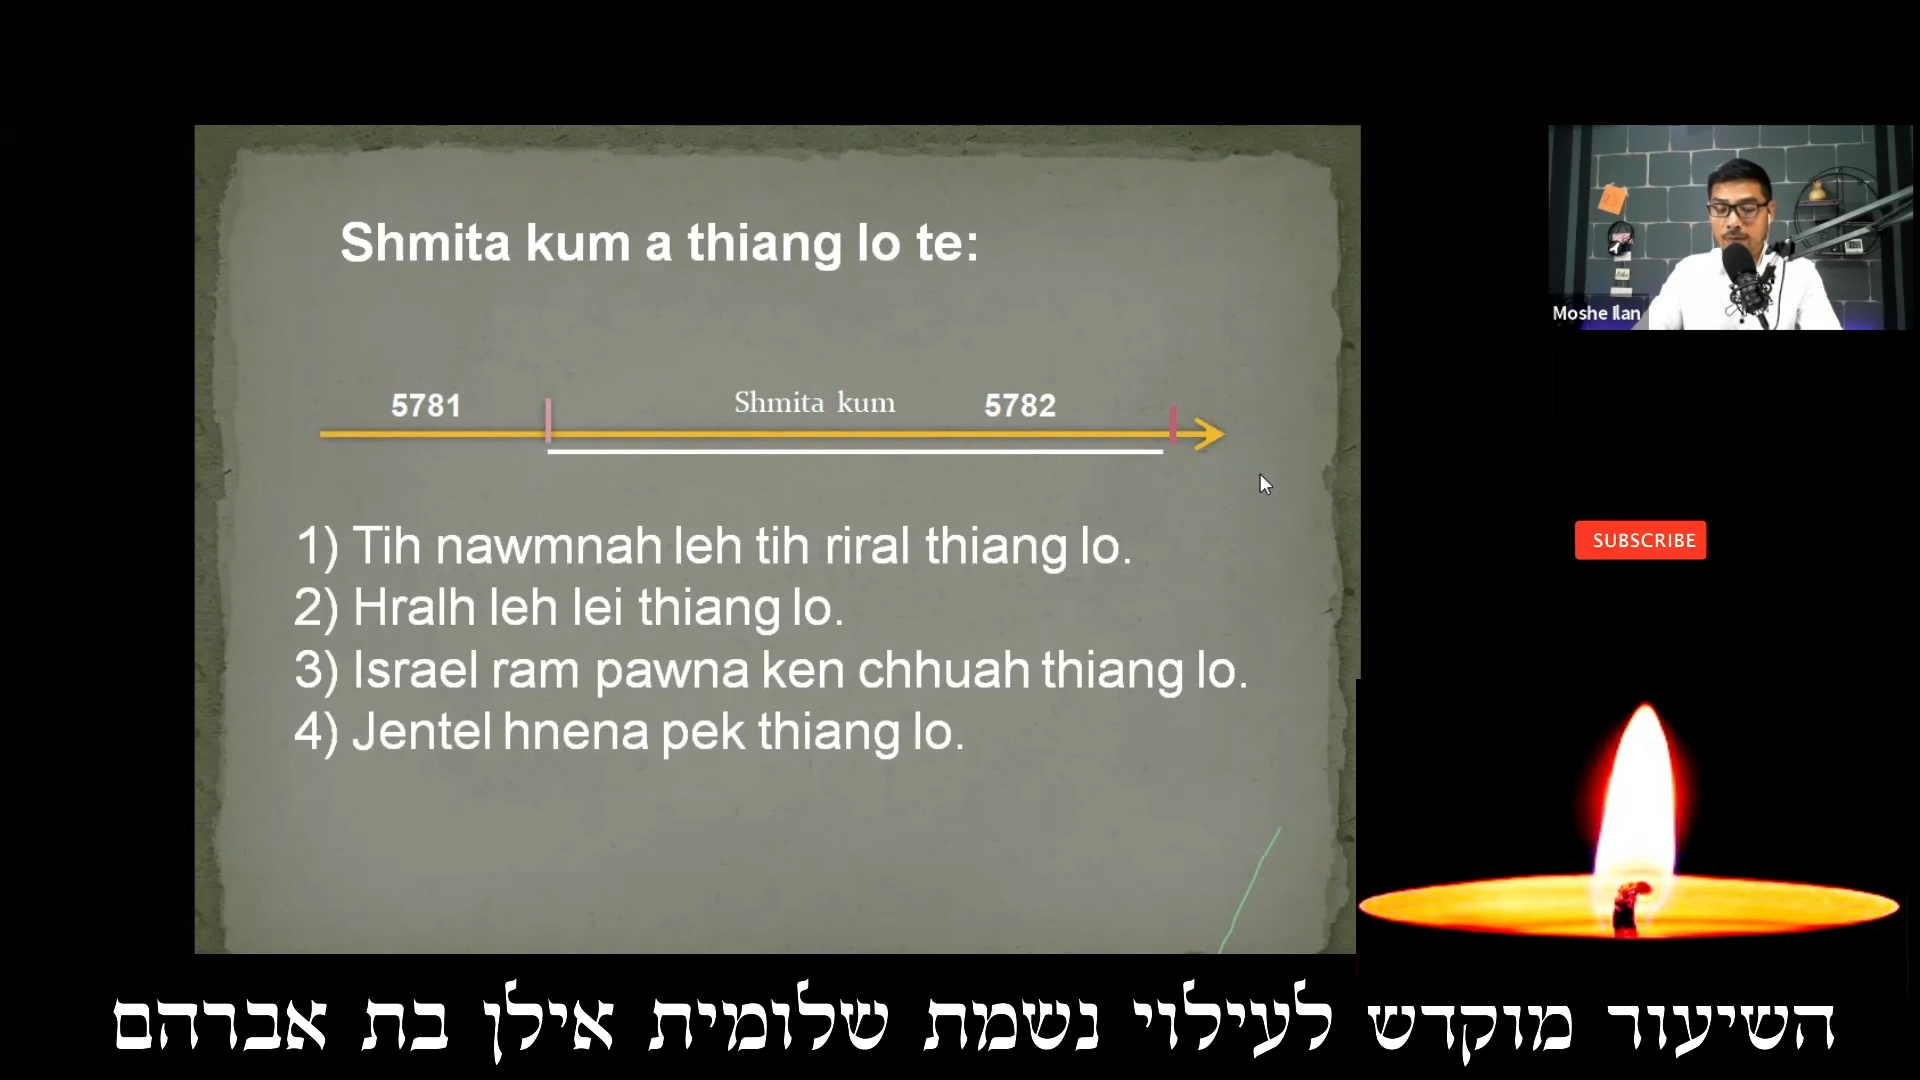 Shmita kum a thiang lo te:
5781 Shmita kum 5782
1) Tih nawmnah leh tih riral thiang lo.
2) Hralh leh lei thiang lo.
3) Israel ram pawna ken chhuah thiang lo.
4) Jentel hnena pek thiang lo.
Moshe Ilan
SUBSCRIBE
השיעור מוקדש לעילוי נשמת שלומית אילן בת אברהם